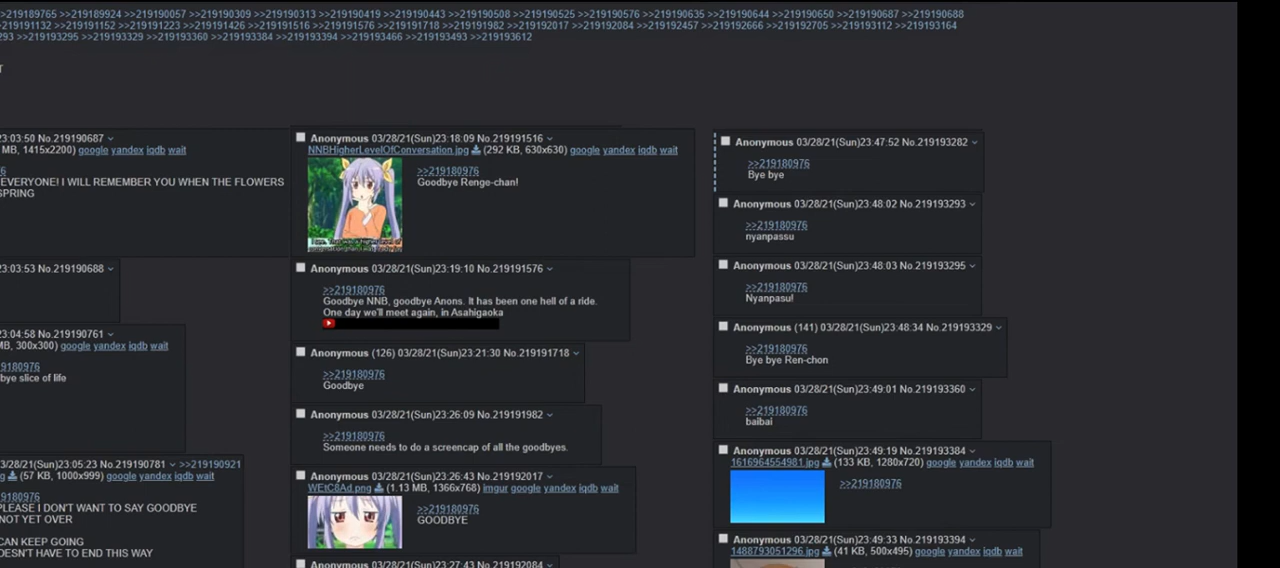 >>219189765 >>219189924 >>219190057 >>219190309 >>219190313 >>219190419 >>219190443 >>219190508 >>219190525 >>219190576 >>219190635 >>219190644 >>219190650 >>219190687 >>219190688
>>219191132 >>219191152 >>219191223 >>219191426 >>219191516 >>219191576 >>219191718 >>219191982 >>219192017 >>219192084 >>219192457 >>219192666 >>219192705 >>219193112 >>219193164
293 >>219193295 >>219193329 >>219193360 >>219193384 >>219193394 >>219193466 >>219193493 >>219193612
23:03:50 No.219190687
MB, 1415x2200) google yandex iqdb wait
EVERYONE! I WILL REMEMBER YOU WHEN THE FLOWERS
SPRING
23:03:53 No.219190688
23:04:58 No.219190761
MB, 300x300) google yandex iqdb wait
9180976
bye slice of life
3/28/21(Sun)23:05:23 No.219190781 >>219190921
g (57 KB, 1000x999) google yandex iqdb wait
9180976
PLEASE I DON'T WANT TO SAY GOODBYE
NOT YET OVER
CAN KEEP GOING
DOESN'T HAVE TO END THIS WAY
Anonymous 03/28/21(Sun)23:18:09 No.219191516
NNBHigherLevelOfConversation.jpg (292 KB, 630x630) google yandex iqdb wait
>>219180976
Goodbye Renge-chan!
Anonymous 03/28/21(Sun)23:19:10 No.219191576
>>219180976
Goodbye NNB, goodbye Anons. It has been one hell of a ride.
One day we'll meet again, in Asahigaoka
Anonymous (126) 03/28/21(Sun)23:21:30 No.219191718
>>219180976
Goodbye
Anonymous 03/28/21(Sun)23:26:09 No.219191982
>>219180976
Someone needs to do a screencap of all the goodbyes.
Anonymous 03/28/21(Sun)23:26:43 No.219192017
WEtC8Ad.png (1.13 MB, 1366x768) imgur google yandex iqdb wait
>>219180976
GOODBYE
Anonymous 03/28/21(Sun)23:27:43 No.219192084
Anonymous 03/28/21(Sun)23:47:52 No.219193282
>>219180976
Bye bye
Anonymous 03/28/21(Sun)23:48:02 No.219193293
>>219180976
nyanpassu
Anonymous 03/28/21(Sun)23:48:03 No.219193295
>>219180976
Nyanpasu!
Anonymous (141) 03/28/21(Sun)23:48:34 No.219193329
>>219180976
Bye bye Ren-chon
Anonymous 03/28/21(Sun)23:49:01 No.219193360
>>219180976
baibai
Anonymous 03/28/21(Sun)23:49:19 No.219193384
1616964554981.jpg (133 KB, 1280x720) google yandex iqdb wait
>>219180976
Anonymous 03/28/21(Sun)23:49:33 No.219193394
1488793051296.jpg (41 KB, 500x495) google yandex iqdb wait